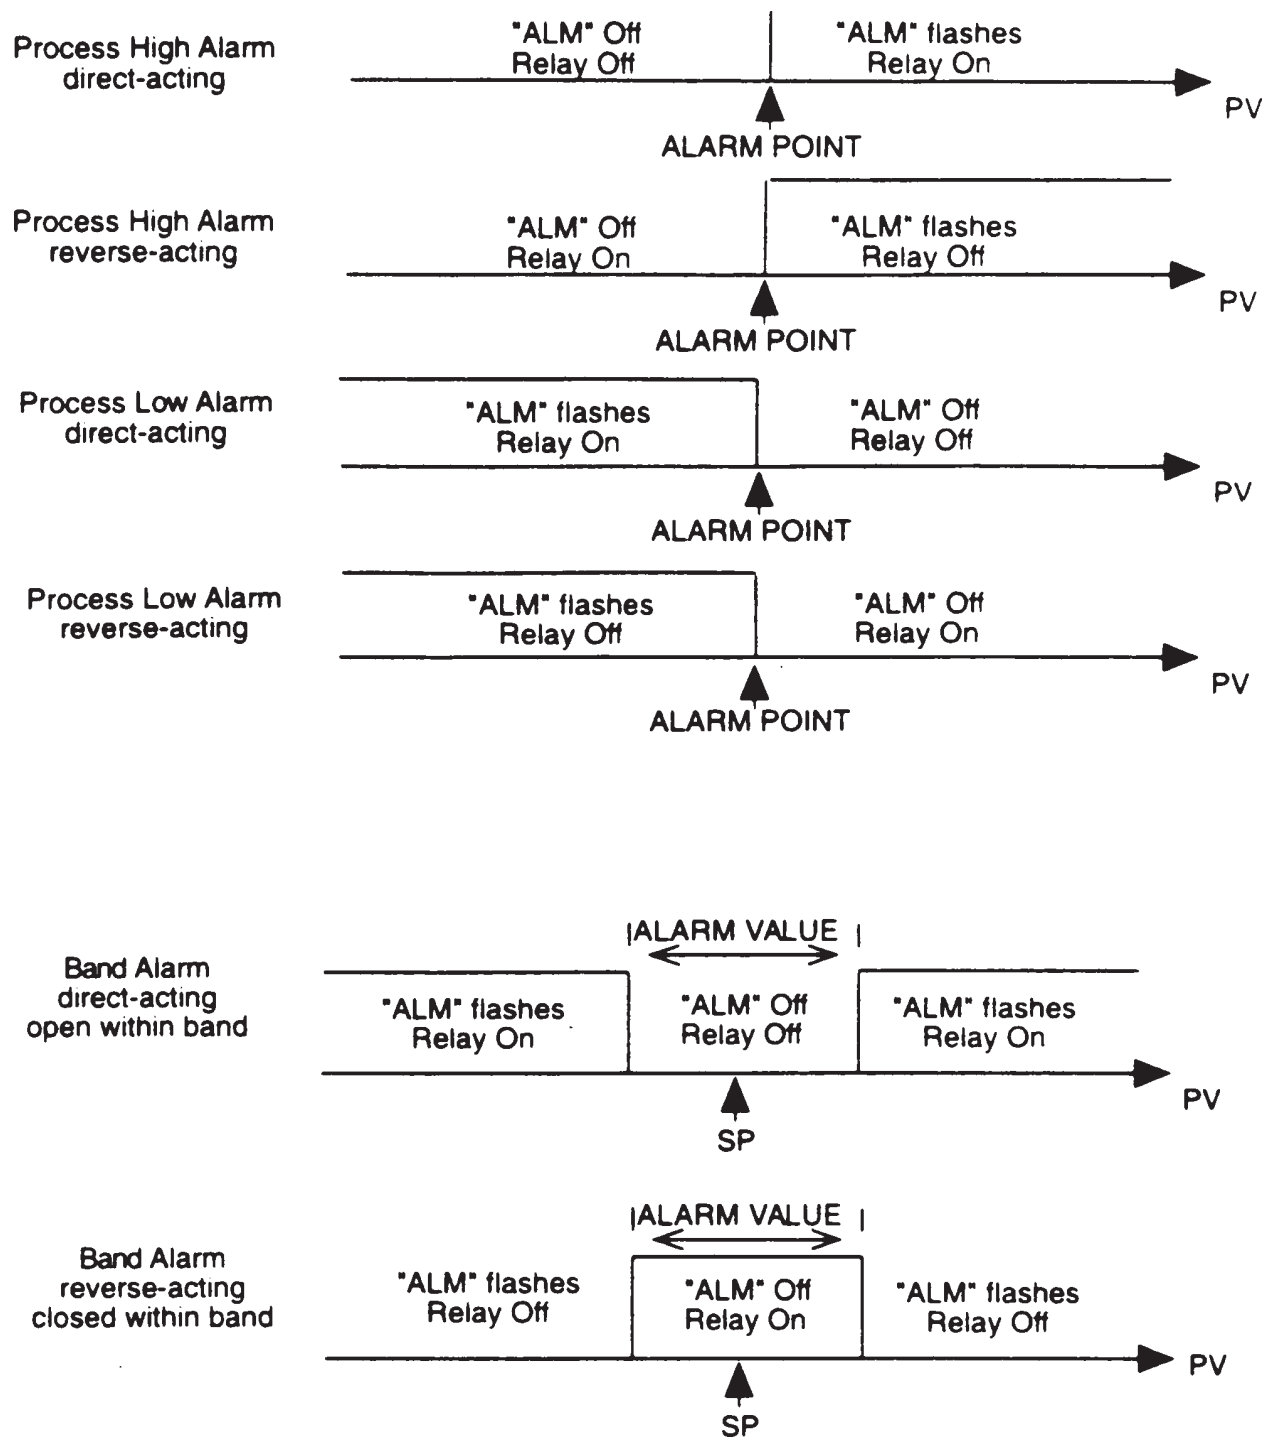 Process High Alarm
direct-acting
"ALM" Off
Relay Off
"ALM" flashes
Relay On
PV
ALARM POINT
Process High Alarm
reverse-acting
"ALM" Off
Relay On
"ALM" flashes
Relay Off
PV
ALARM POINT
Process Low Alarm
direct-acting
"ALM" flashes
Relay On
"ALM" Off
Relay Off
PV
ALARM POINT
Process Low Alarm
reverse-acting
"ALM" flashes
Relay Off
"ALM" Off
Relay On
PV
ALARM POINT
ALARM VALUE
Band Alarm
direct-acting
open within band
"ALM" flashes
Relay On
"ALM" Off
Relay Off
"ALM" flashes
Relay On
PV
SP
ALARM VALUE
Band Alarm
reverse-acting
closed within band
"ALM" flashes
Relay Off
"ALM" Off
Relay On
"ALM" flashes
Relay Off
PV
SP